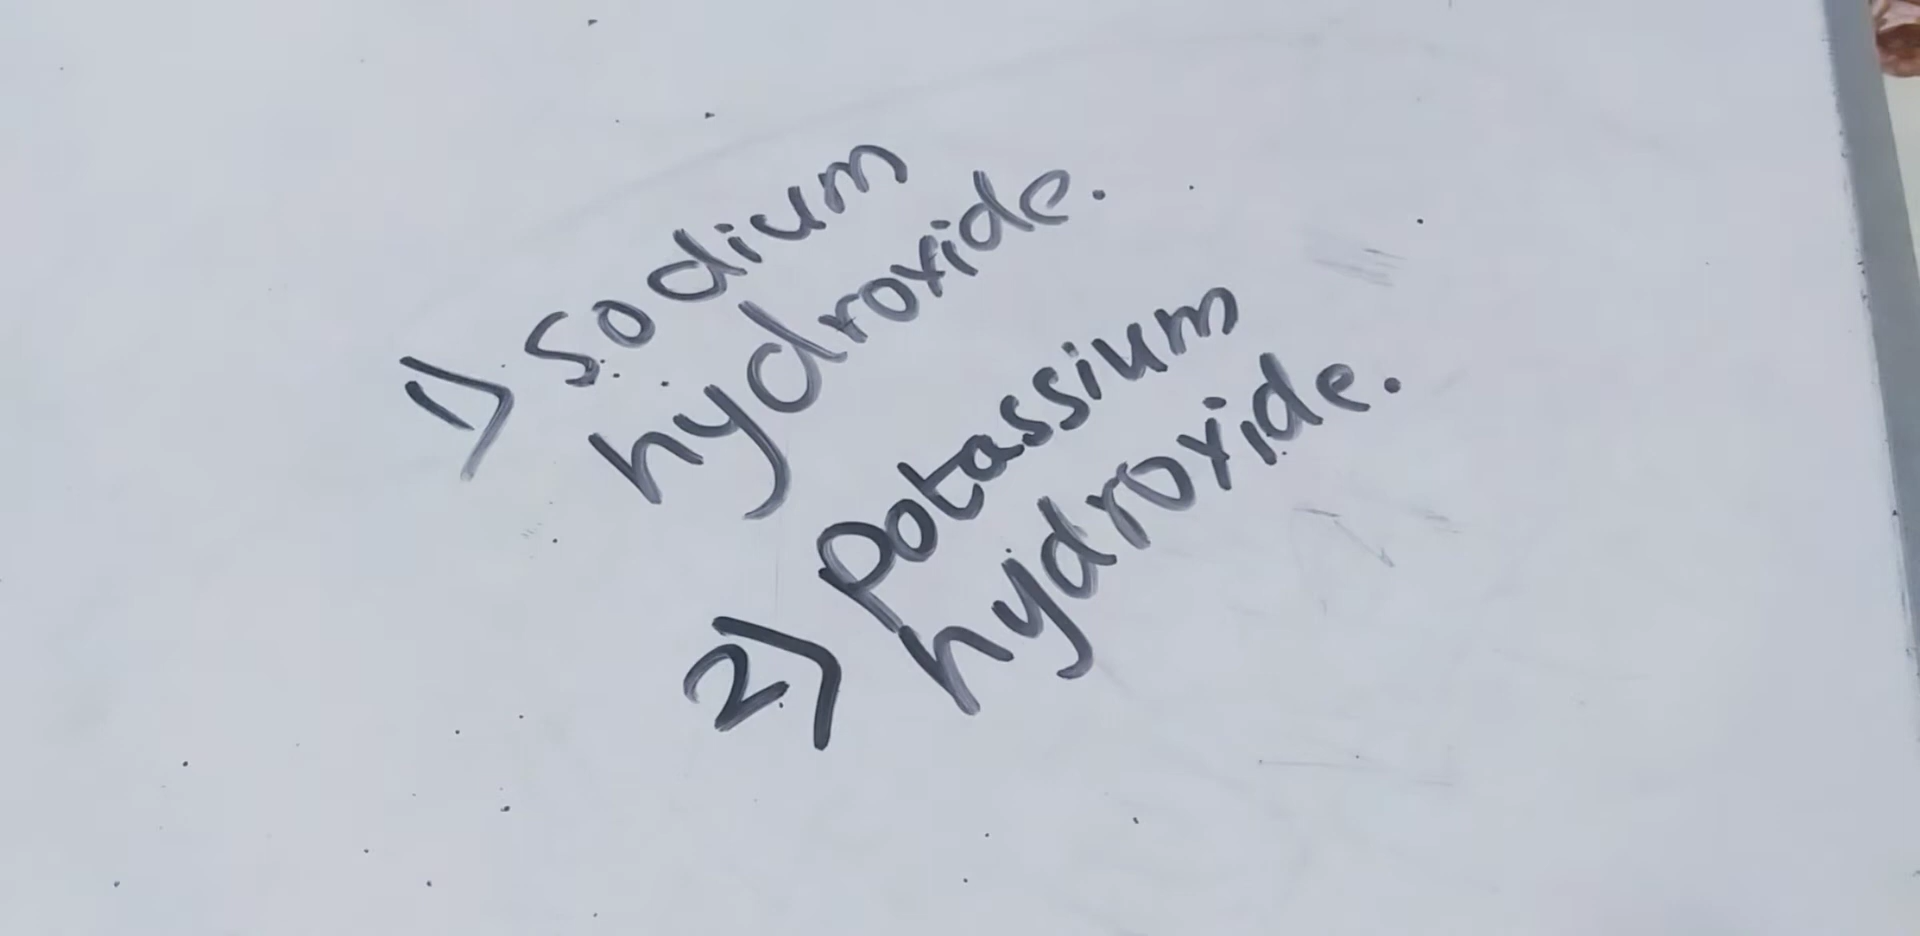 1) Sodium
hydroxide.
2) Potassium
hydroxide.